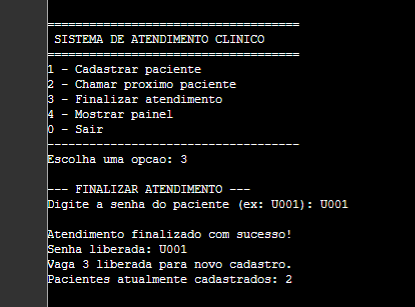 ====================================
SISTEMA DE ATENDIMENTO CLINICO
====================================
1 - Cadastrar paciente
2 - Chamar proximo paciente
3 - Finalizar atendimento
4 - Mostrar painel
0 - Sair
------------------------------------
Escolha uma opcao: 3
--- FINALIZAR ATENDIMENTO ---
Digite a senha do paciente (ex: U001): U001
Atendimento finalizado com sucesso!
Senha liberada: U001
Vaga 3 liberada para novo cadastro.
Pacientes atualmente cadastrados: 2